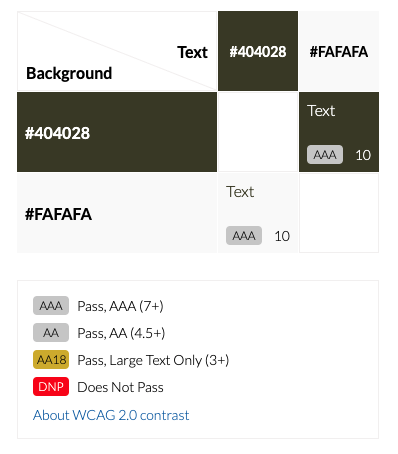 Text
Background
#404028
#FAFAFA
#404028
Text
AAA 10
#FAFAFA
Text
AAA 10
AAA Pass, AAA (7+)
AA Pass, AA (4.5+)
AA18 Pass, Large Text Only (3+)
DNP Does Not Pass
About WCAG 2.0 contrast